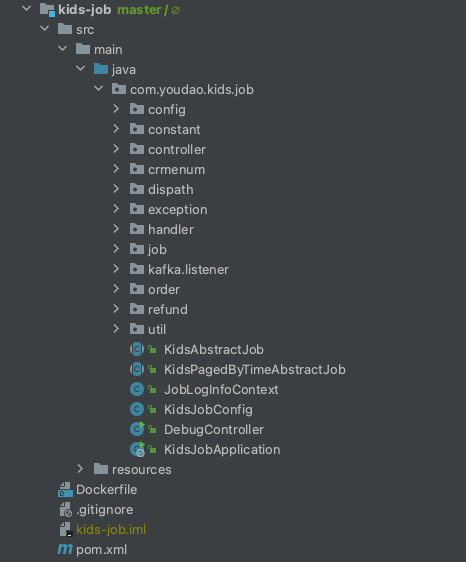 kids-job master / ∅
src
main
java
com.youdao.kids.job
config
constant
controller
crmenum
dispath
exception
handler
job
kafka.listener
order
refund
util
KidsAbstractJob
KidsPagedByTimeAbstractJob
JobLogInfoContext
KidsJobConfig
DebugController
KidsJobApplication
resources
Dockerfile
.gitignore
kids-job.iml
pom.xml